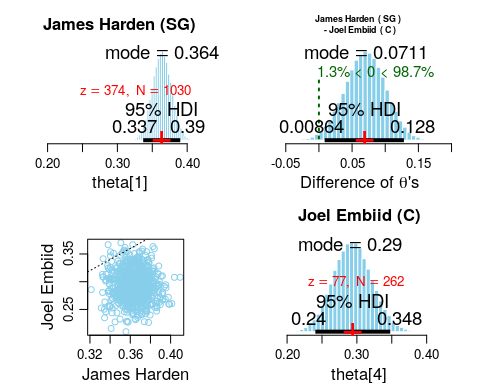 James Harden (SG)
mode = 0.364
z = 374, N = 1030
95% HDI
0.337 0.39
0.20 0.30 0.40
theta[1]
James Harden ( SG )
- Joel Embiid ( C )
mode = 0.0711
1.3% < 0 < 98.7%
95% HDI
0.00864 0.128
-0.05 0.05 0.15
Difference of θ's
Joel Embiid
0.25 0.35
0.32 0.36 0.40
James Harden
Joel Embiid (C)
mode = 0.29
z = 77, N = 262
95% HDI
0.24 0.348
0.20 0.30 0.40
theta[4]